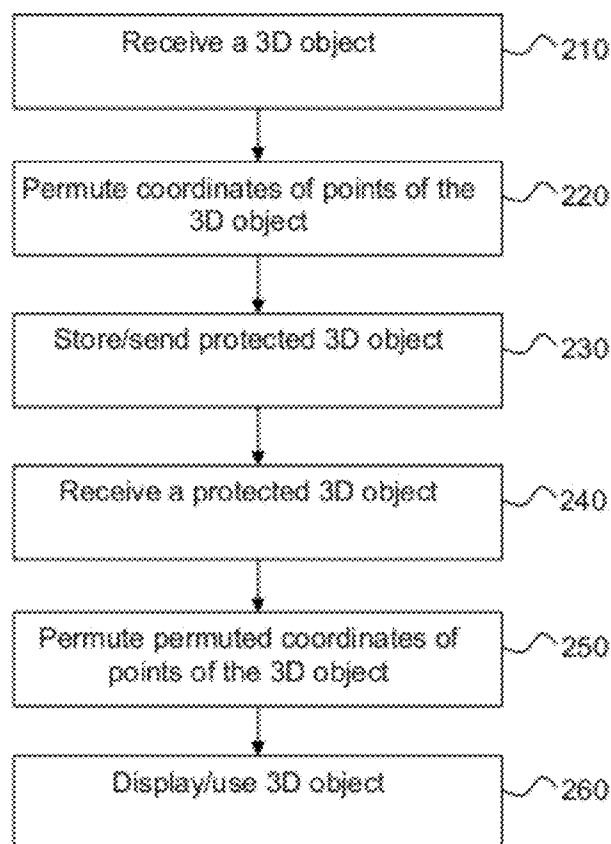 Receive a 3D object
210
Permute coordinates of points of the
3D object
220
Store/send protected 3D object
230
Receive a protected 3D object
240
Permute permuted coordinates of
points of the 3D object
250
Display/use 3D object
260